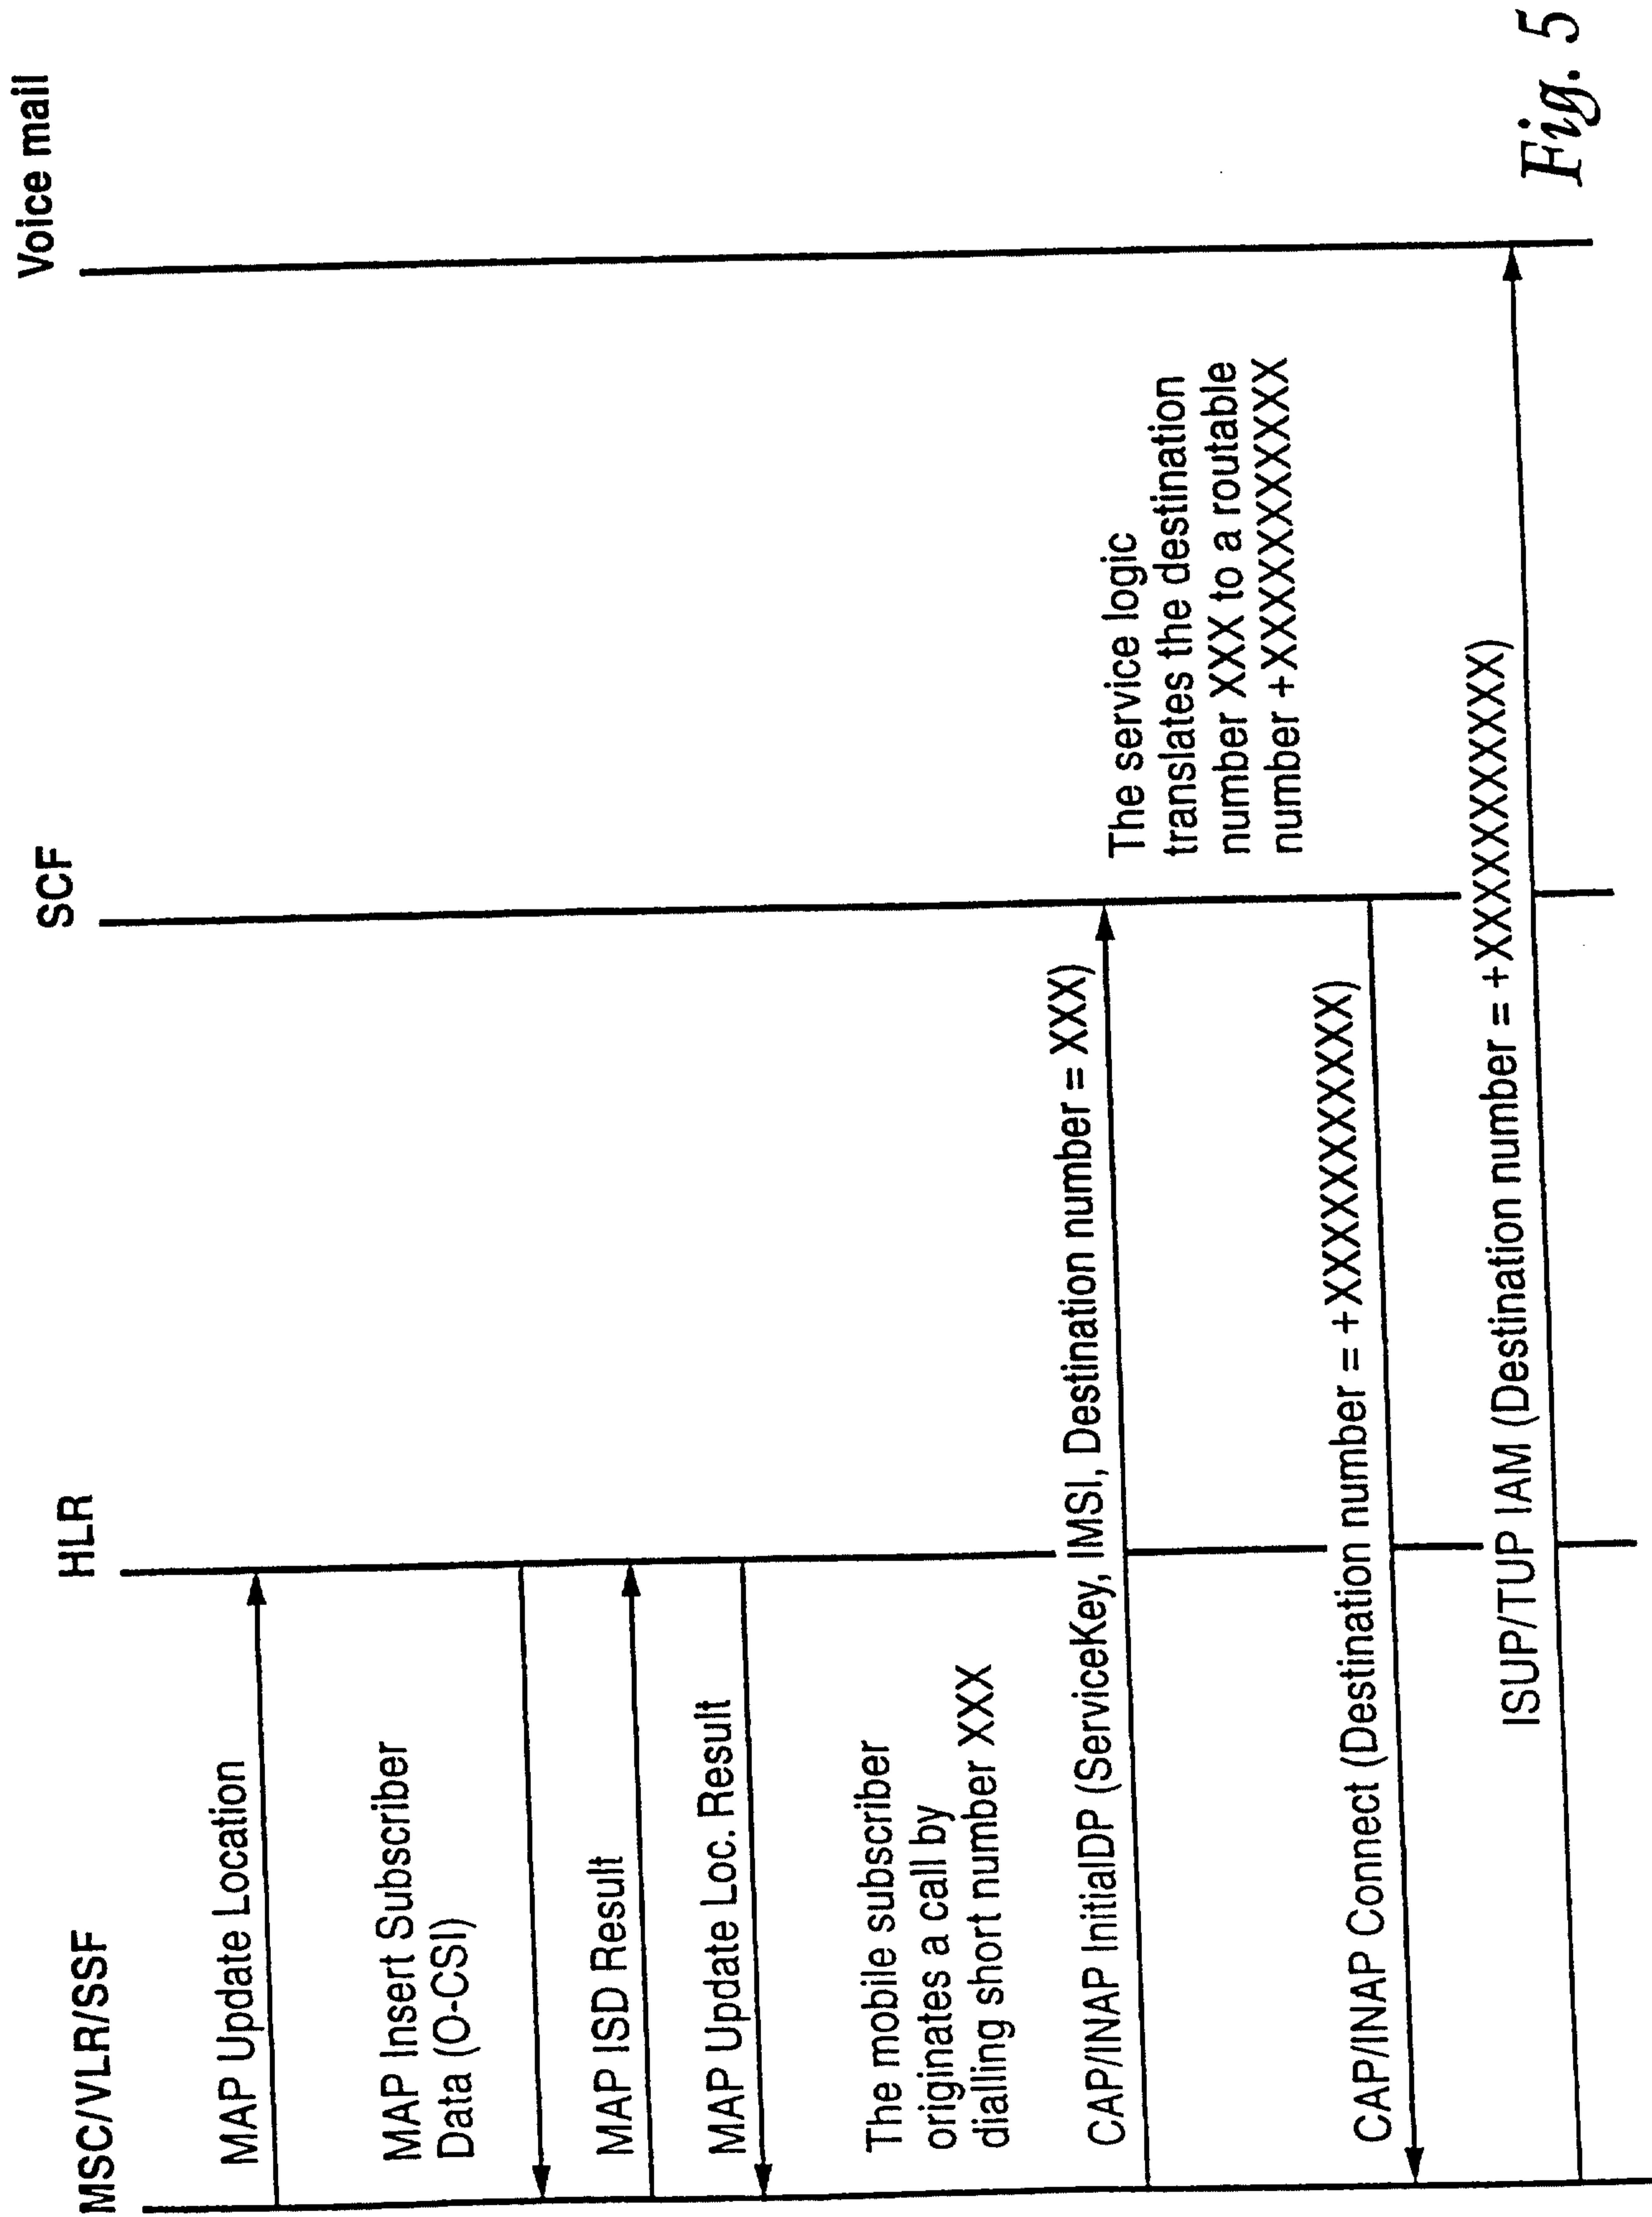 MSC/VLR/SSF
HLR
SCF
Voice mail
MAP Update Location
MAP Insert Subscriber
Data (O-CSI)
MAP ISD Result
MAP Update Loc. Result
The mobile subscriber
originates a call by
dialling short number XXX
CAP/INAP InitialDP (ServiceKey, IMSI, Destination number = XXX)
The service logic
translates the destination
number XXX to a routable
number +XXXXXXXXXXXX
CAP/INAP Connect (Destination number = +XXXXXXXXXXXX)
ISUP/TUP IAM (Destination number = +XXXXXXXXXXXX)
Fig. 5